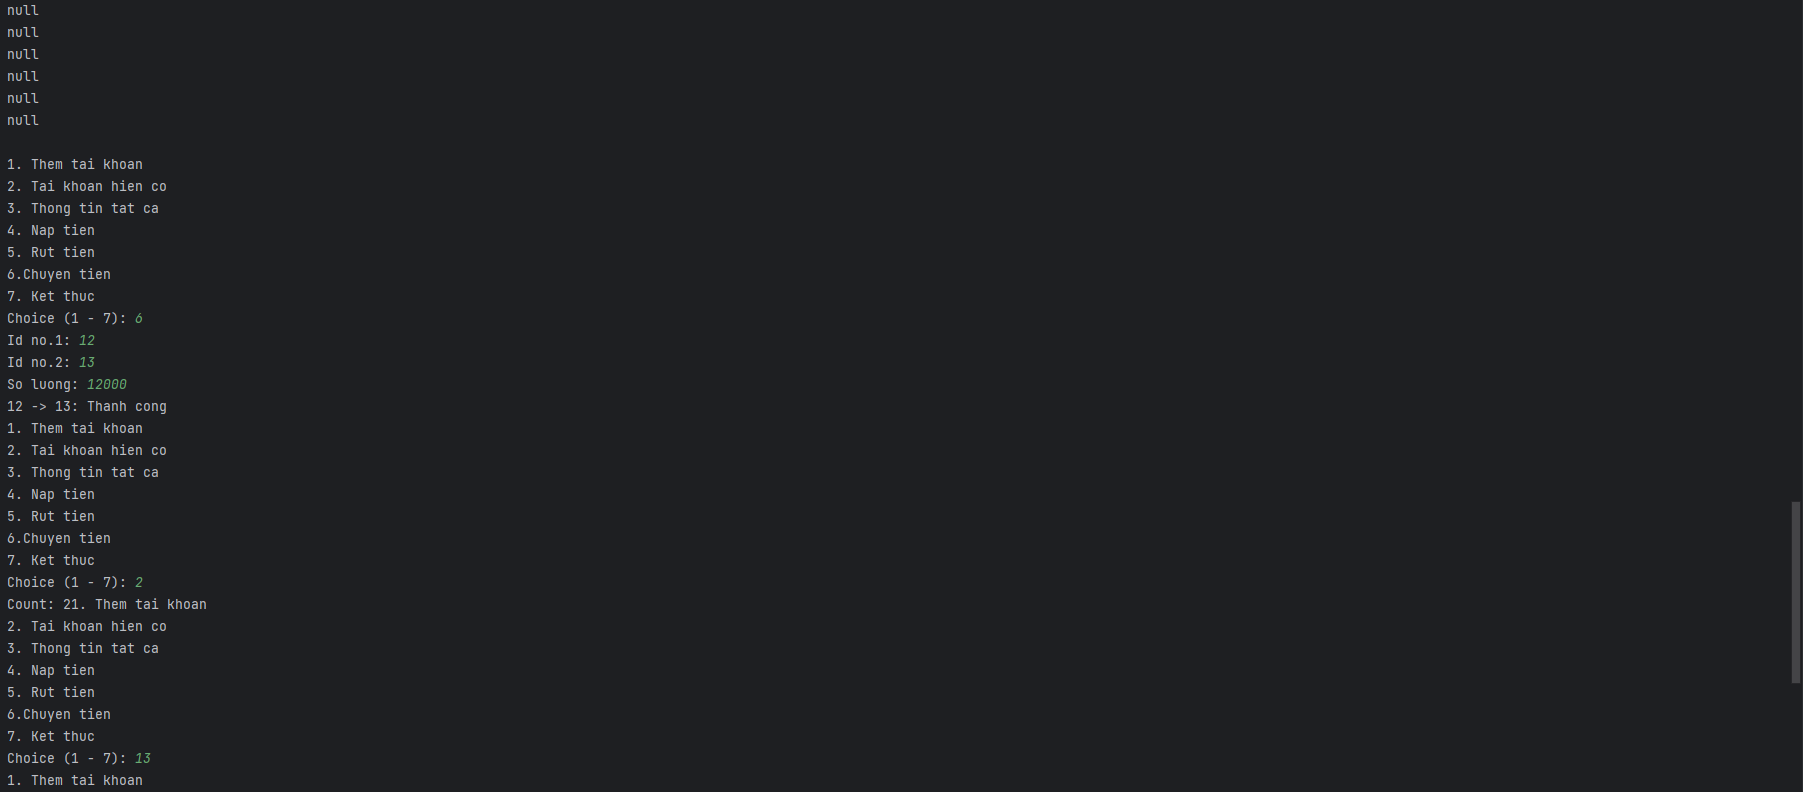 null
null
null
null
null
null
1. Them tai khoan
2. Tai khoan hien co
3. Thong tin tat ca
4. Nap tien
5. Rut tien
6.Chuyen tien
7. Ket thuc
Choice (1 - 7): 6
Id no.1: 12
Id no.2: 13
So luong: 12000
12 -> 13: Thanh cong
1. Them tai khoan
2. Tai khoan hien co
3. Thong tin tat ca
4. Nap tien
5. Rut tien
6.Chuyen tien
7. Ket thuc
Choice (1 - 7): 2
Count: 21. Them tai khoan
2. Tai khoan hien co
3. Thong tin tat ca
4. Nap tien
5. Rut tien
6.Chuyen tien
7. Ket thuc
Choice (1 - 7): 13
1. Them tai khoan